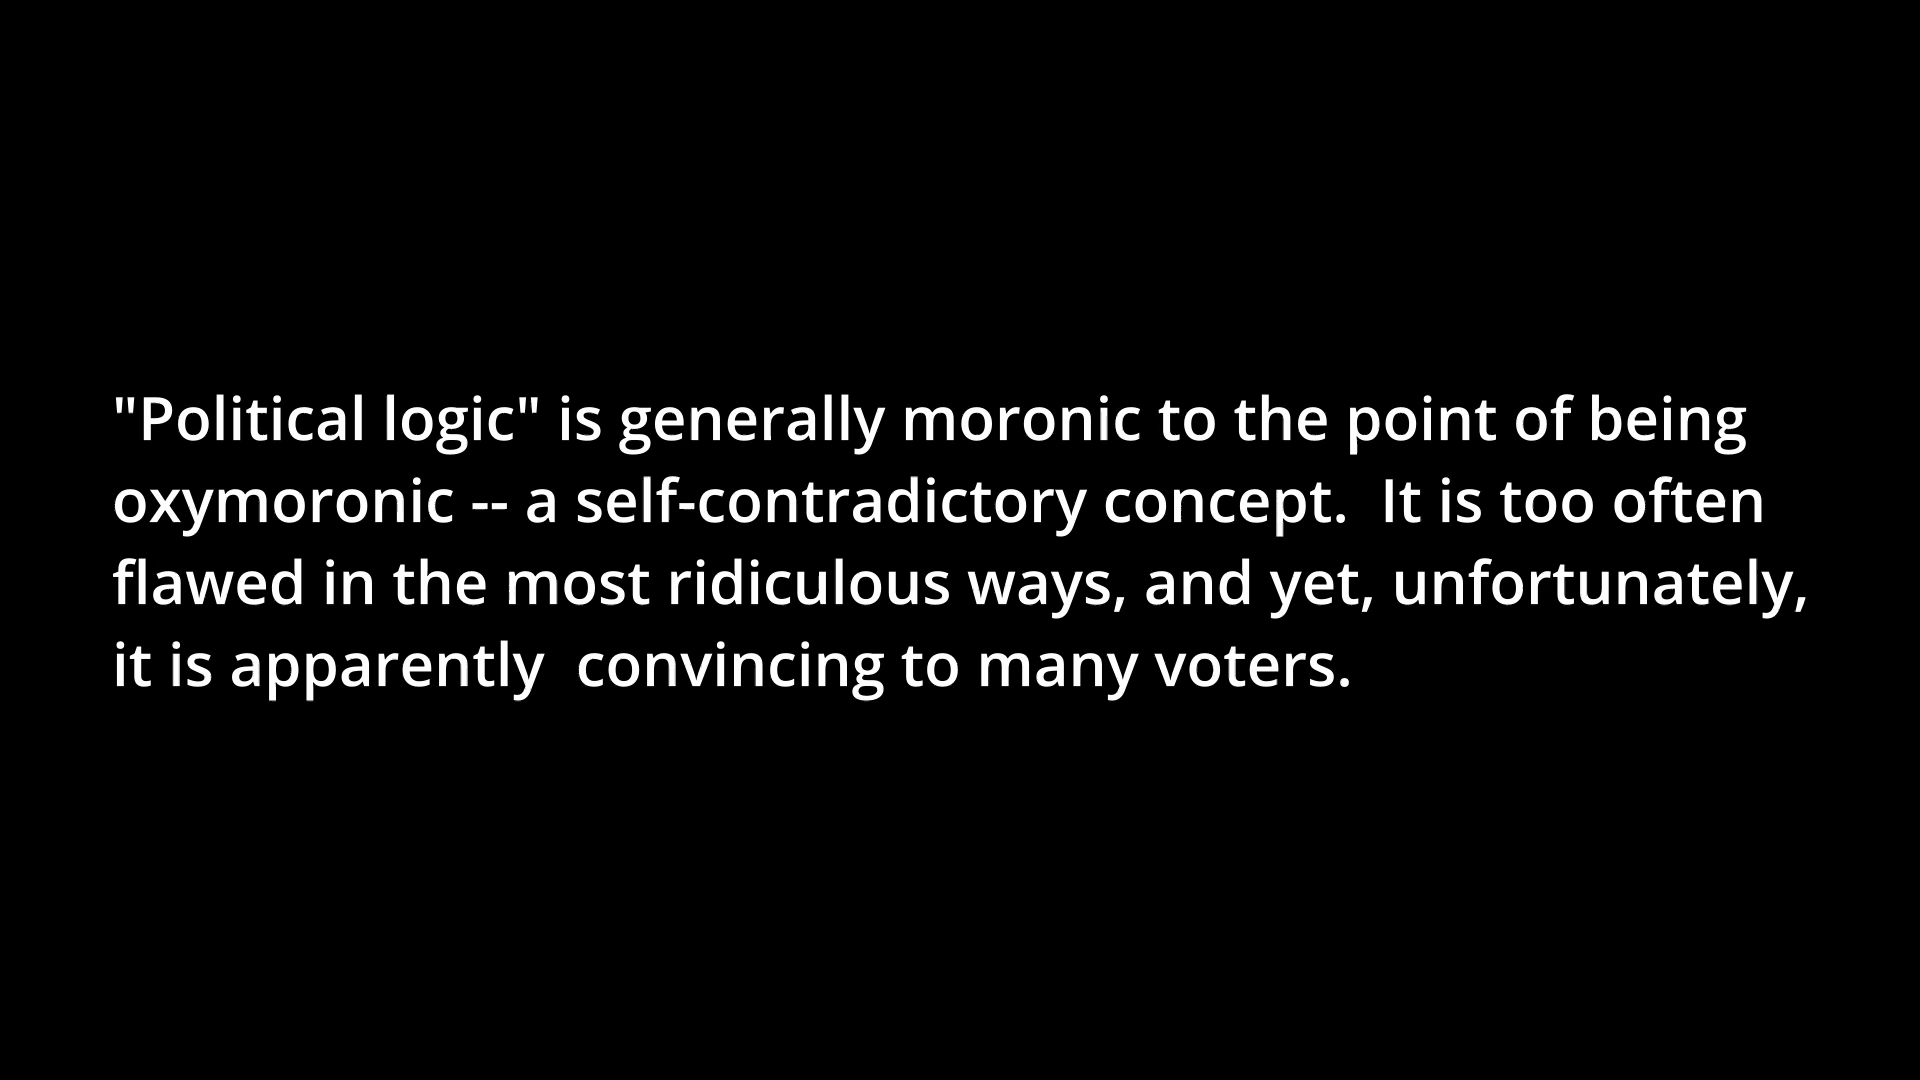 "Political logic" is generally moronic to the point of being
oxymoronic -- a self-contradictory concept.  It is too often
flawed in the most ridiculous ways, and yet, unfortunately,
it is apparently  convincing to many voters.